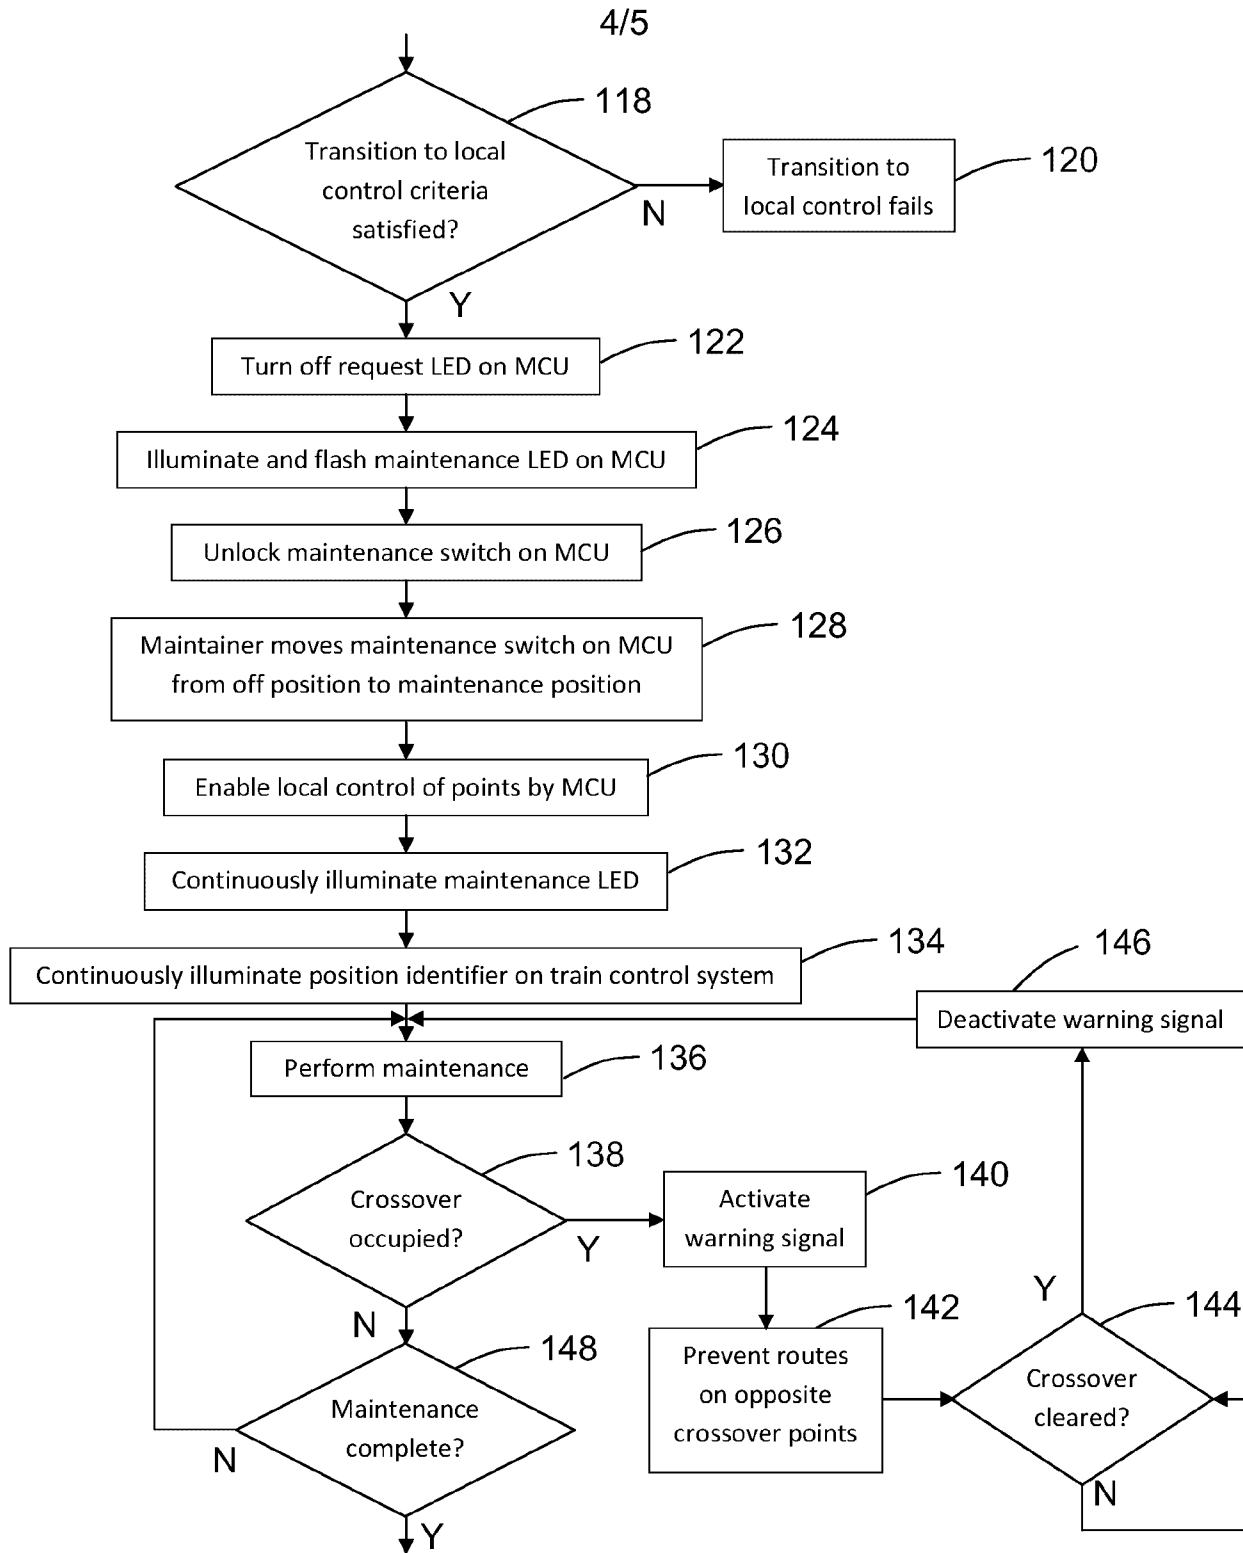 4/5
118
Transition to local
control criteria
satisfied?
N
Transition to
local control fails
120
Y
Turn off request LED on MCU
122
Illuminate and flash maintenance LED on MCU
124
Unlock maintenance switch on MCU
126
Maintainer moves maintenance switch on MCU
from off position to maintenance position
128
Enable local control of points by MCU
130
Continuously illuminate maintenance LED
132
Continuously illuminate position identifier on train control system
134
146
Deactivate warning signal
Perform maintenance
136
Crossover
occupied?
138
Y
Activate
warning signal
140
N
Prevent routes
on opposite
crossover points
142
Y
144
Crossover
cleared?
N
148
Maintenance
complete?
N
Y